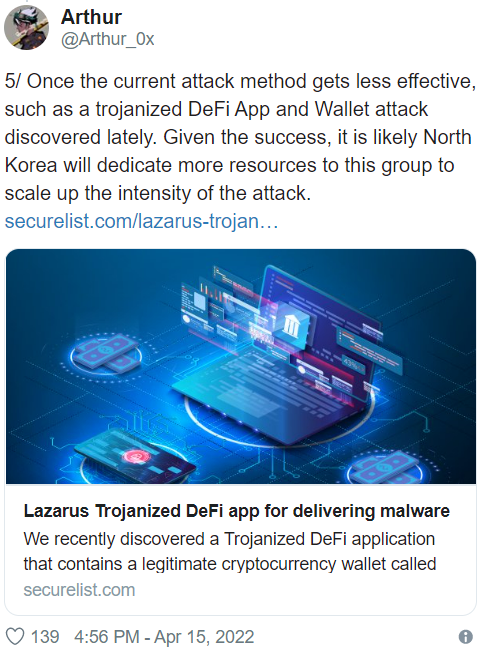 Arthur
@Arthur_0x
5/ Once the current attack method gets less effective,
such as a trojanized DeFi App and Wallet attack
discovered lately. Given the success, it is likely North
Korea will dedicate more resources to this group to
scale up the intensity of the attack.
securelist.com/lazarus-trojan…
Lazarus Trojanized DeFi app for delivering malware
We recently discovered a Trojanized DeFi application
that contains a legitimate cryptocurrency wallet called
securelist.com
139 4:56 PM - Apr 15, 2022